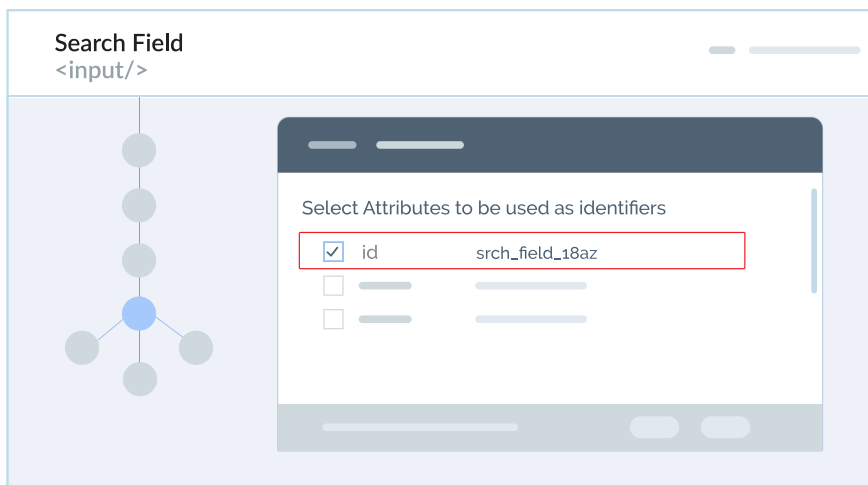 Search Field
<input/>
Select Attributes to be used as identifiers
id srch_field_18az